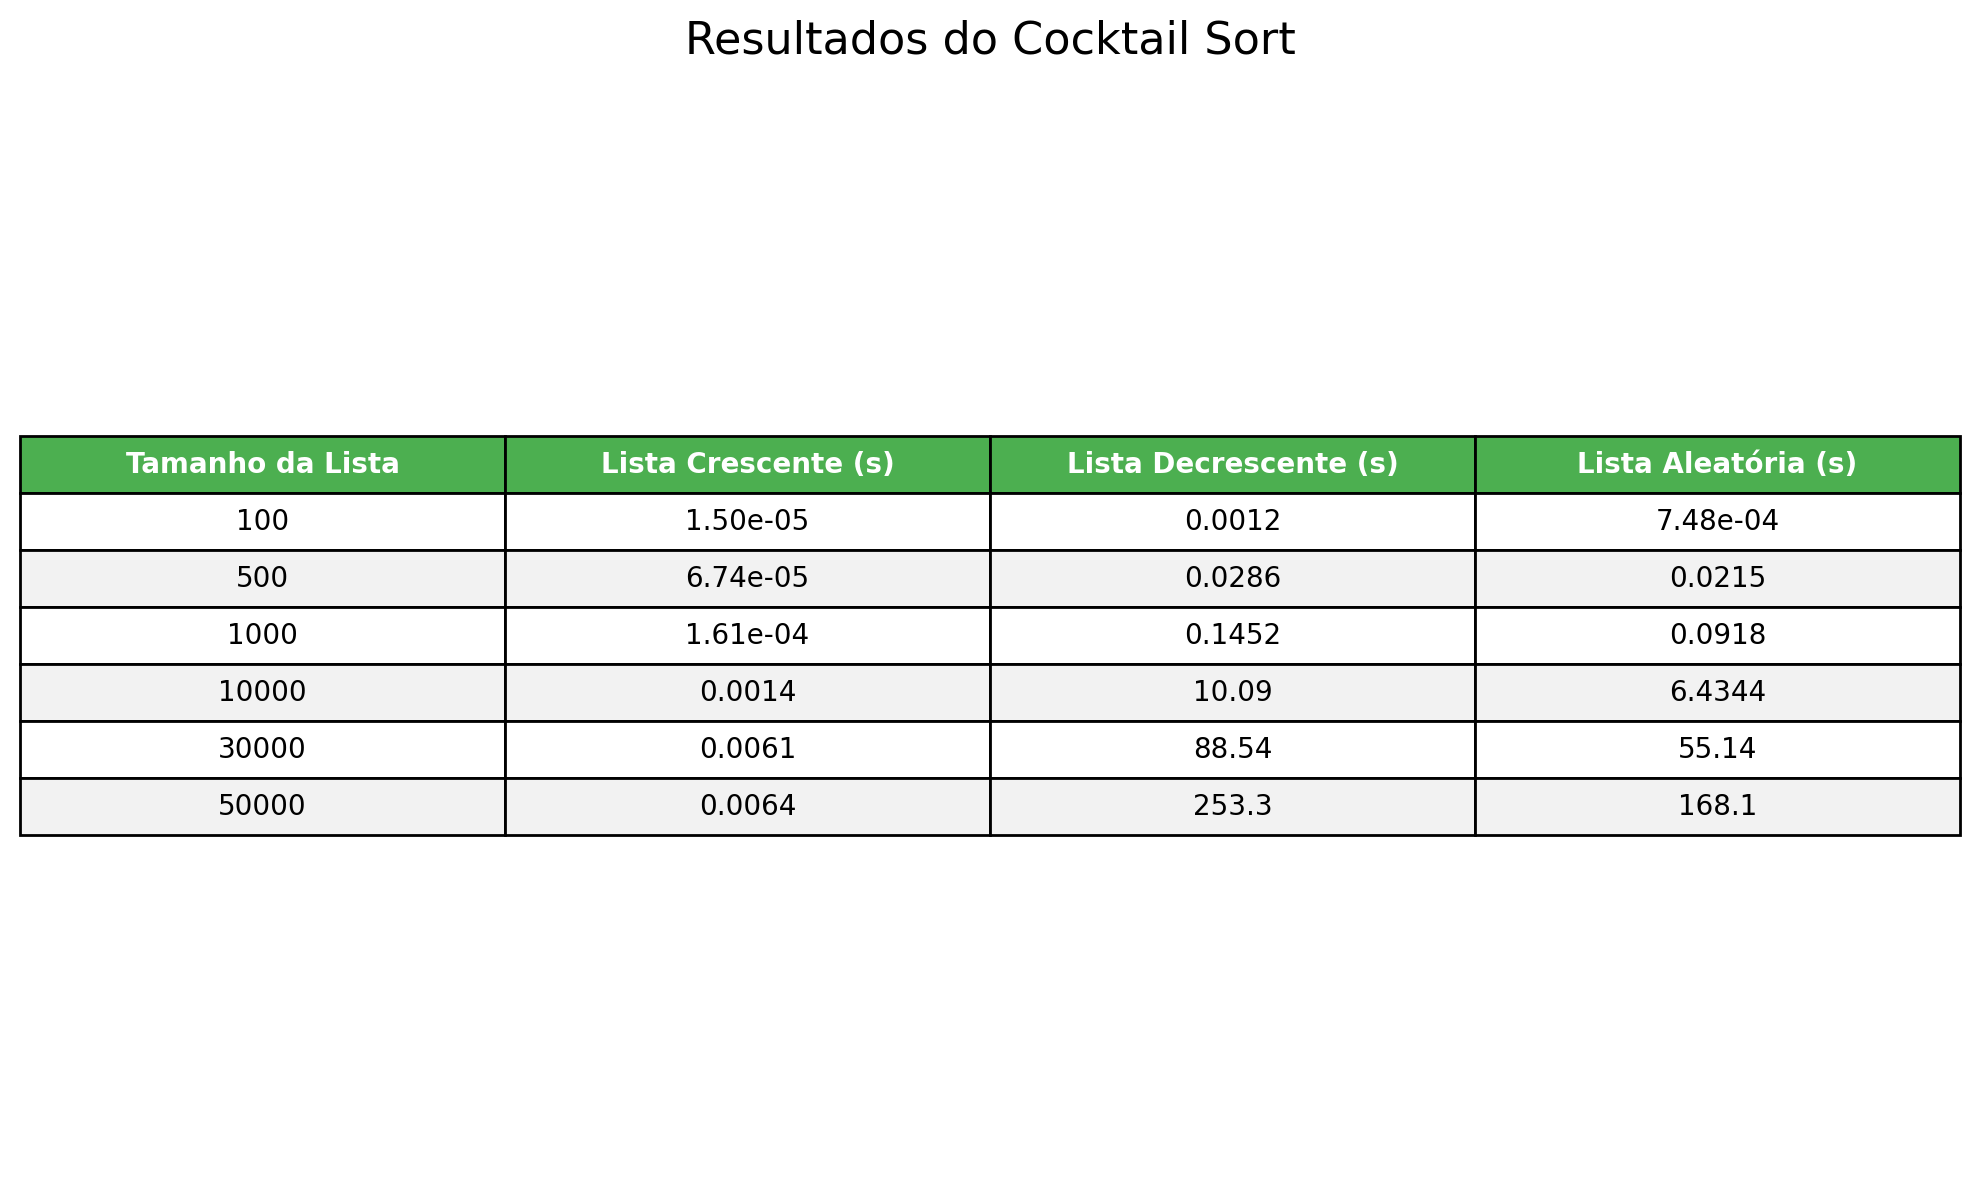 Resultados do Cocktail Sort
Tamanho da Lista Lista Crescente (s) Lista Decrescente (s) Lista Aleatória (s)
100 1.50e-05 0.0012 7.48e-04
500 6.74e-05 0.0286 0.0215
1000 1.61e-04 0.1452 0.0918
10000 0.0014 10.09 6.4344
30000 0.0061 88.54 55.14
50000 0.0064 253.3 168.1